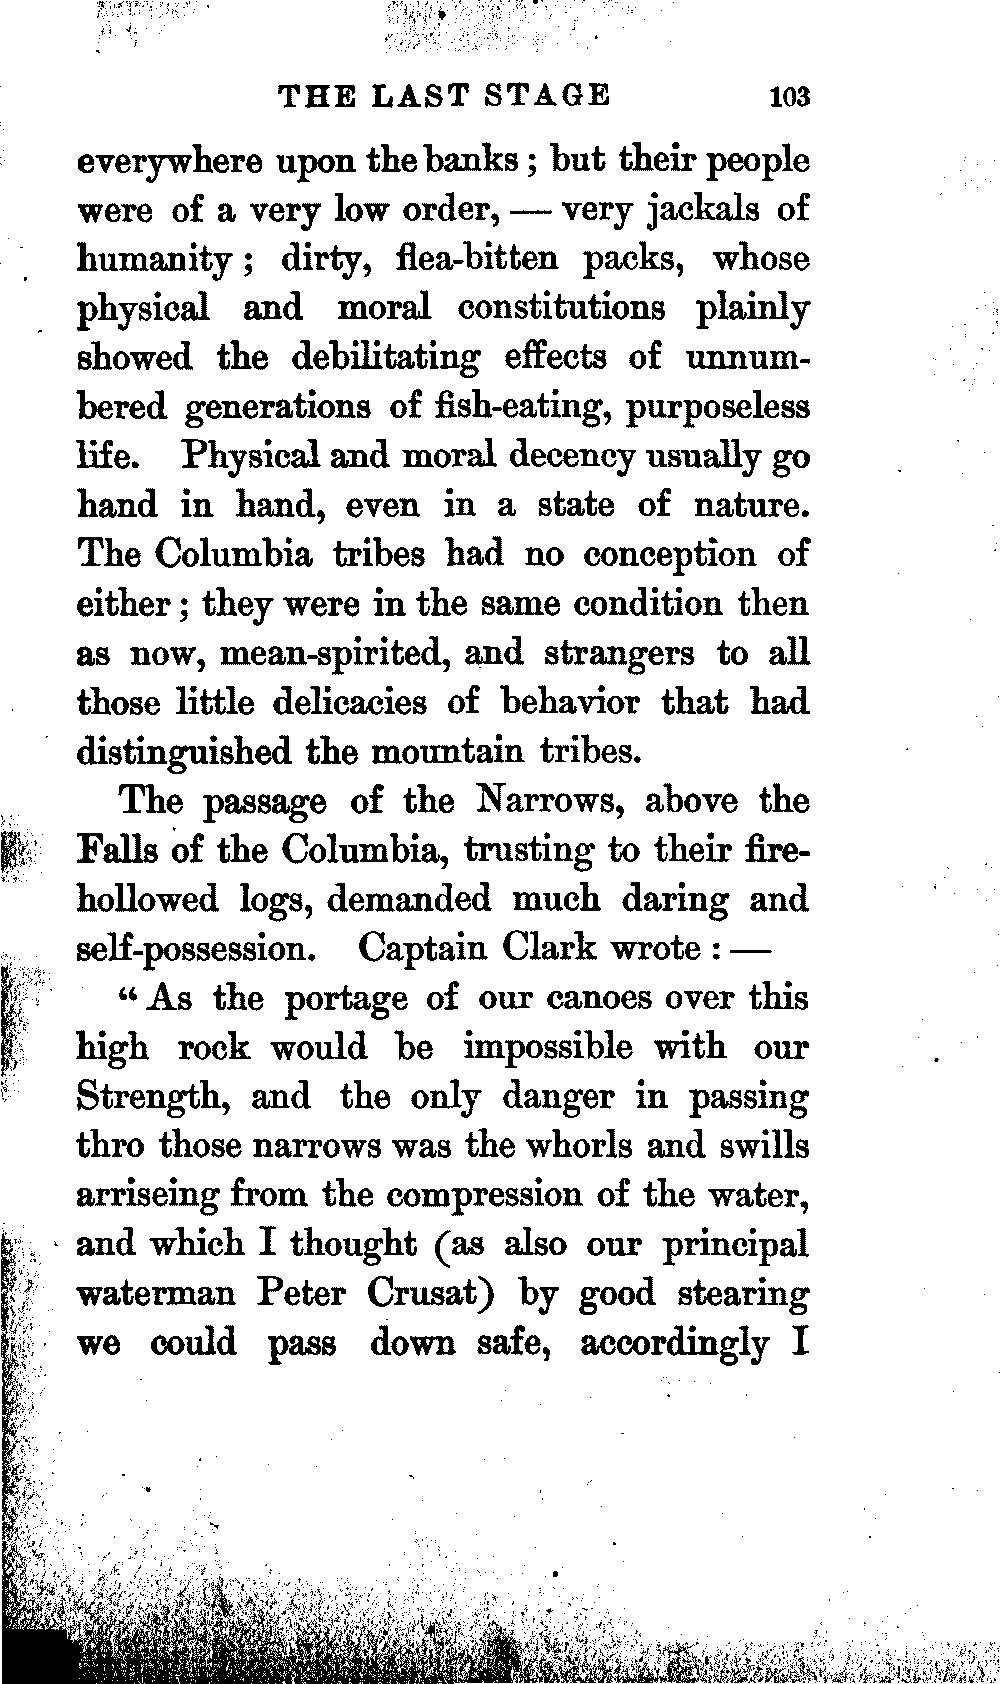 THE LAST STAGE 103
everywhere upon the banks ; but their people
were of a very low order, — very jackals of
humanity ; dirty, flea-bitten packs, whose
physical and moral constitutions plainly
showed the debilitating effects of unnum-
bered generations of fish-eating, purposeless
life. Physical and moral decency usually go
hand in hand, even in a state of nature.
The Columbia tribes had no conception of
either ; they were in the same condition then
as now, mean-spirited, and strangers to all
those little delicacies of behavior that had
distinguished the mountain tribes.
The passage of the Narrows, above the
Falls of the Columbia, trusting to their fire-
hollowed logs, demanded much daring and
self-possession. Captain Clark wrote : —
“ As the portage of our canoes over this
high rock would be impossible with our
Strength, and the only danger in passing
thro those narrows was the whorls and swills
arriseing from the compression of the water,
and which I thought (as also our principal
waterman Peter Crusat) by good stearing
we could pass down safe, accordingly I